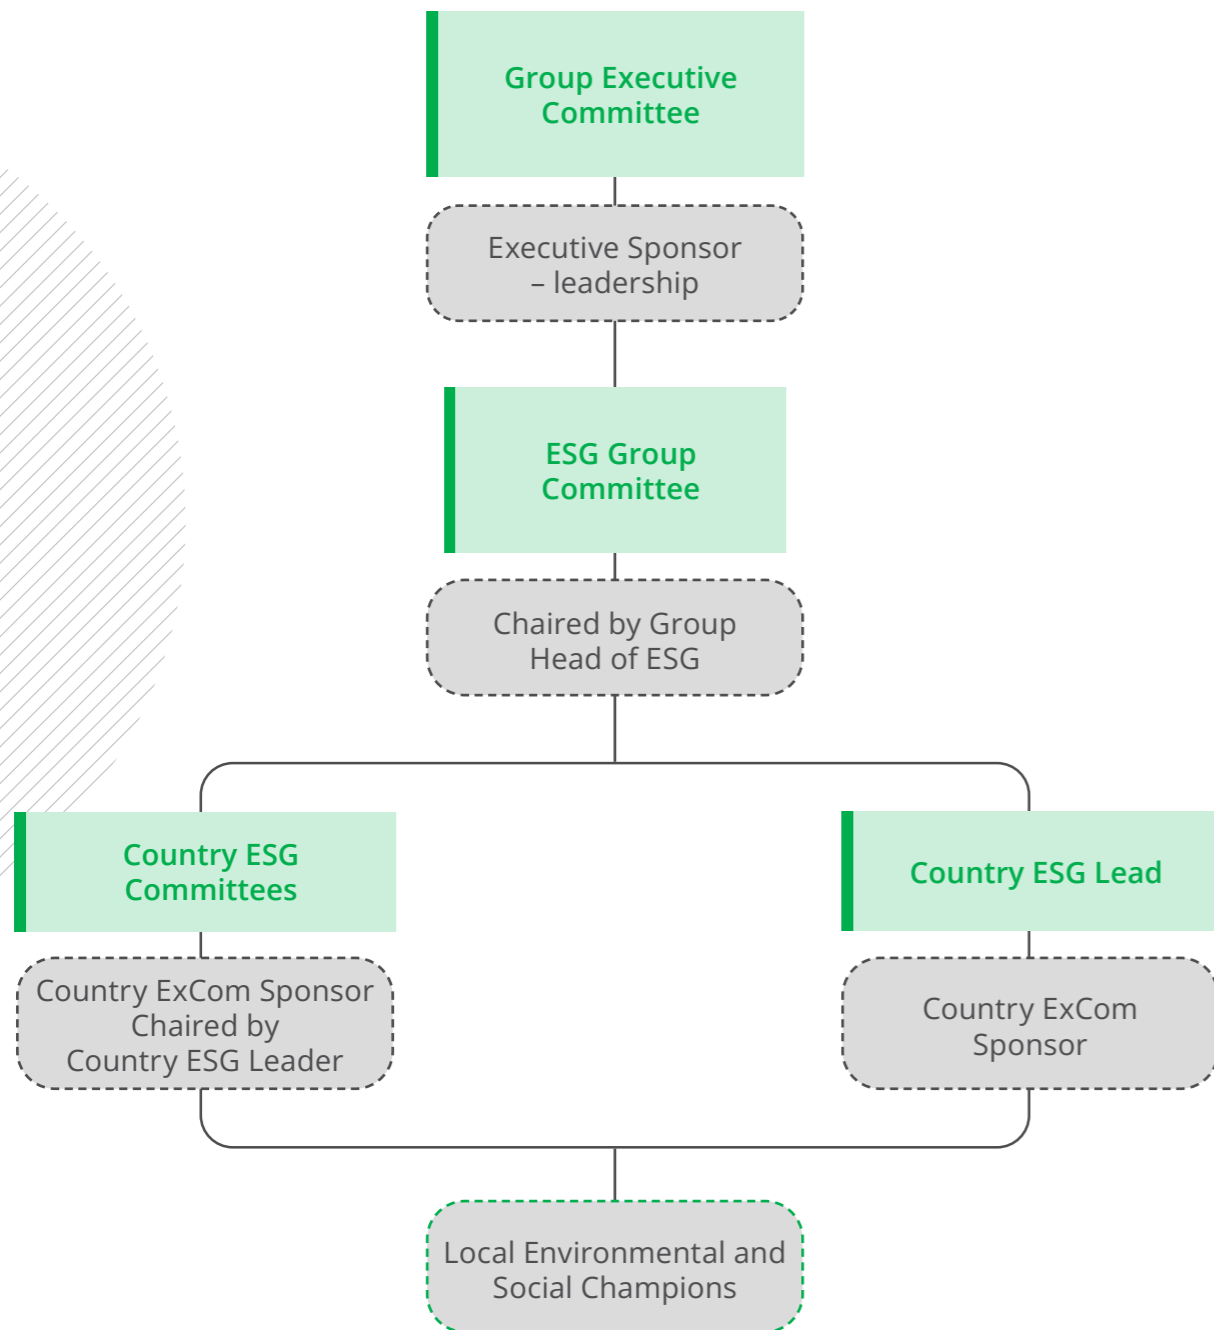 Group Executive
Committee
Executive Sponsor
– leadership
ESG Group
Committee
Chaired by Group
Head of ESG
Country ESG
Committees
Country ExCom Sponsor
Chaired by
Country ESG Leader
Country ESG Lead
Country ExCom
Sponsor
Local Environmental and
Social Champions